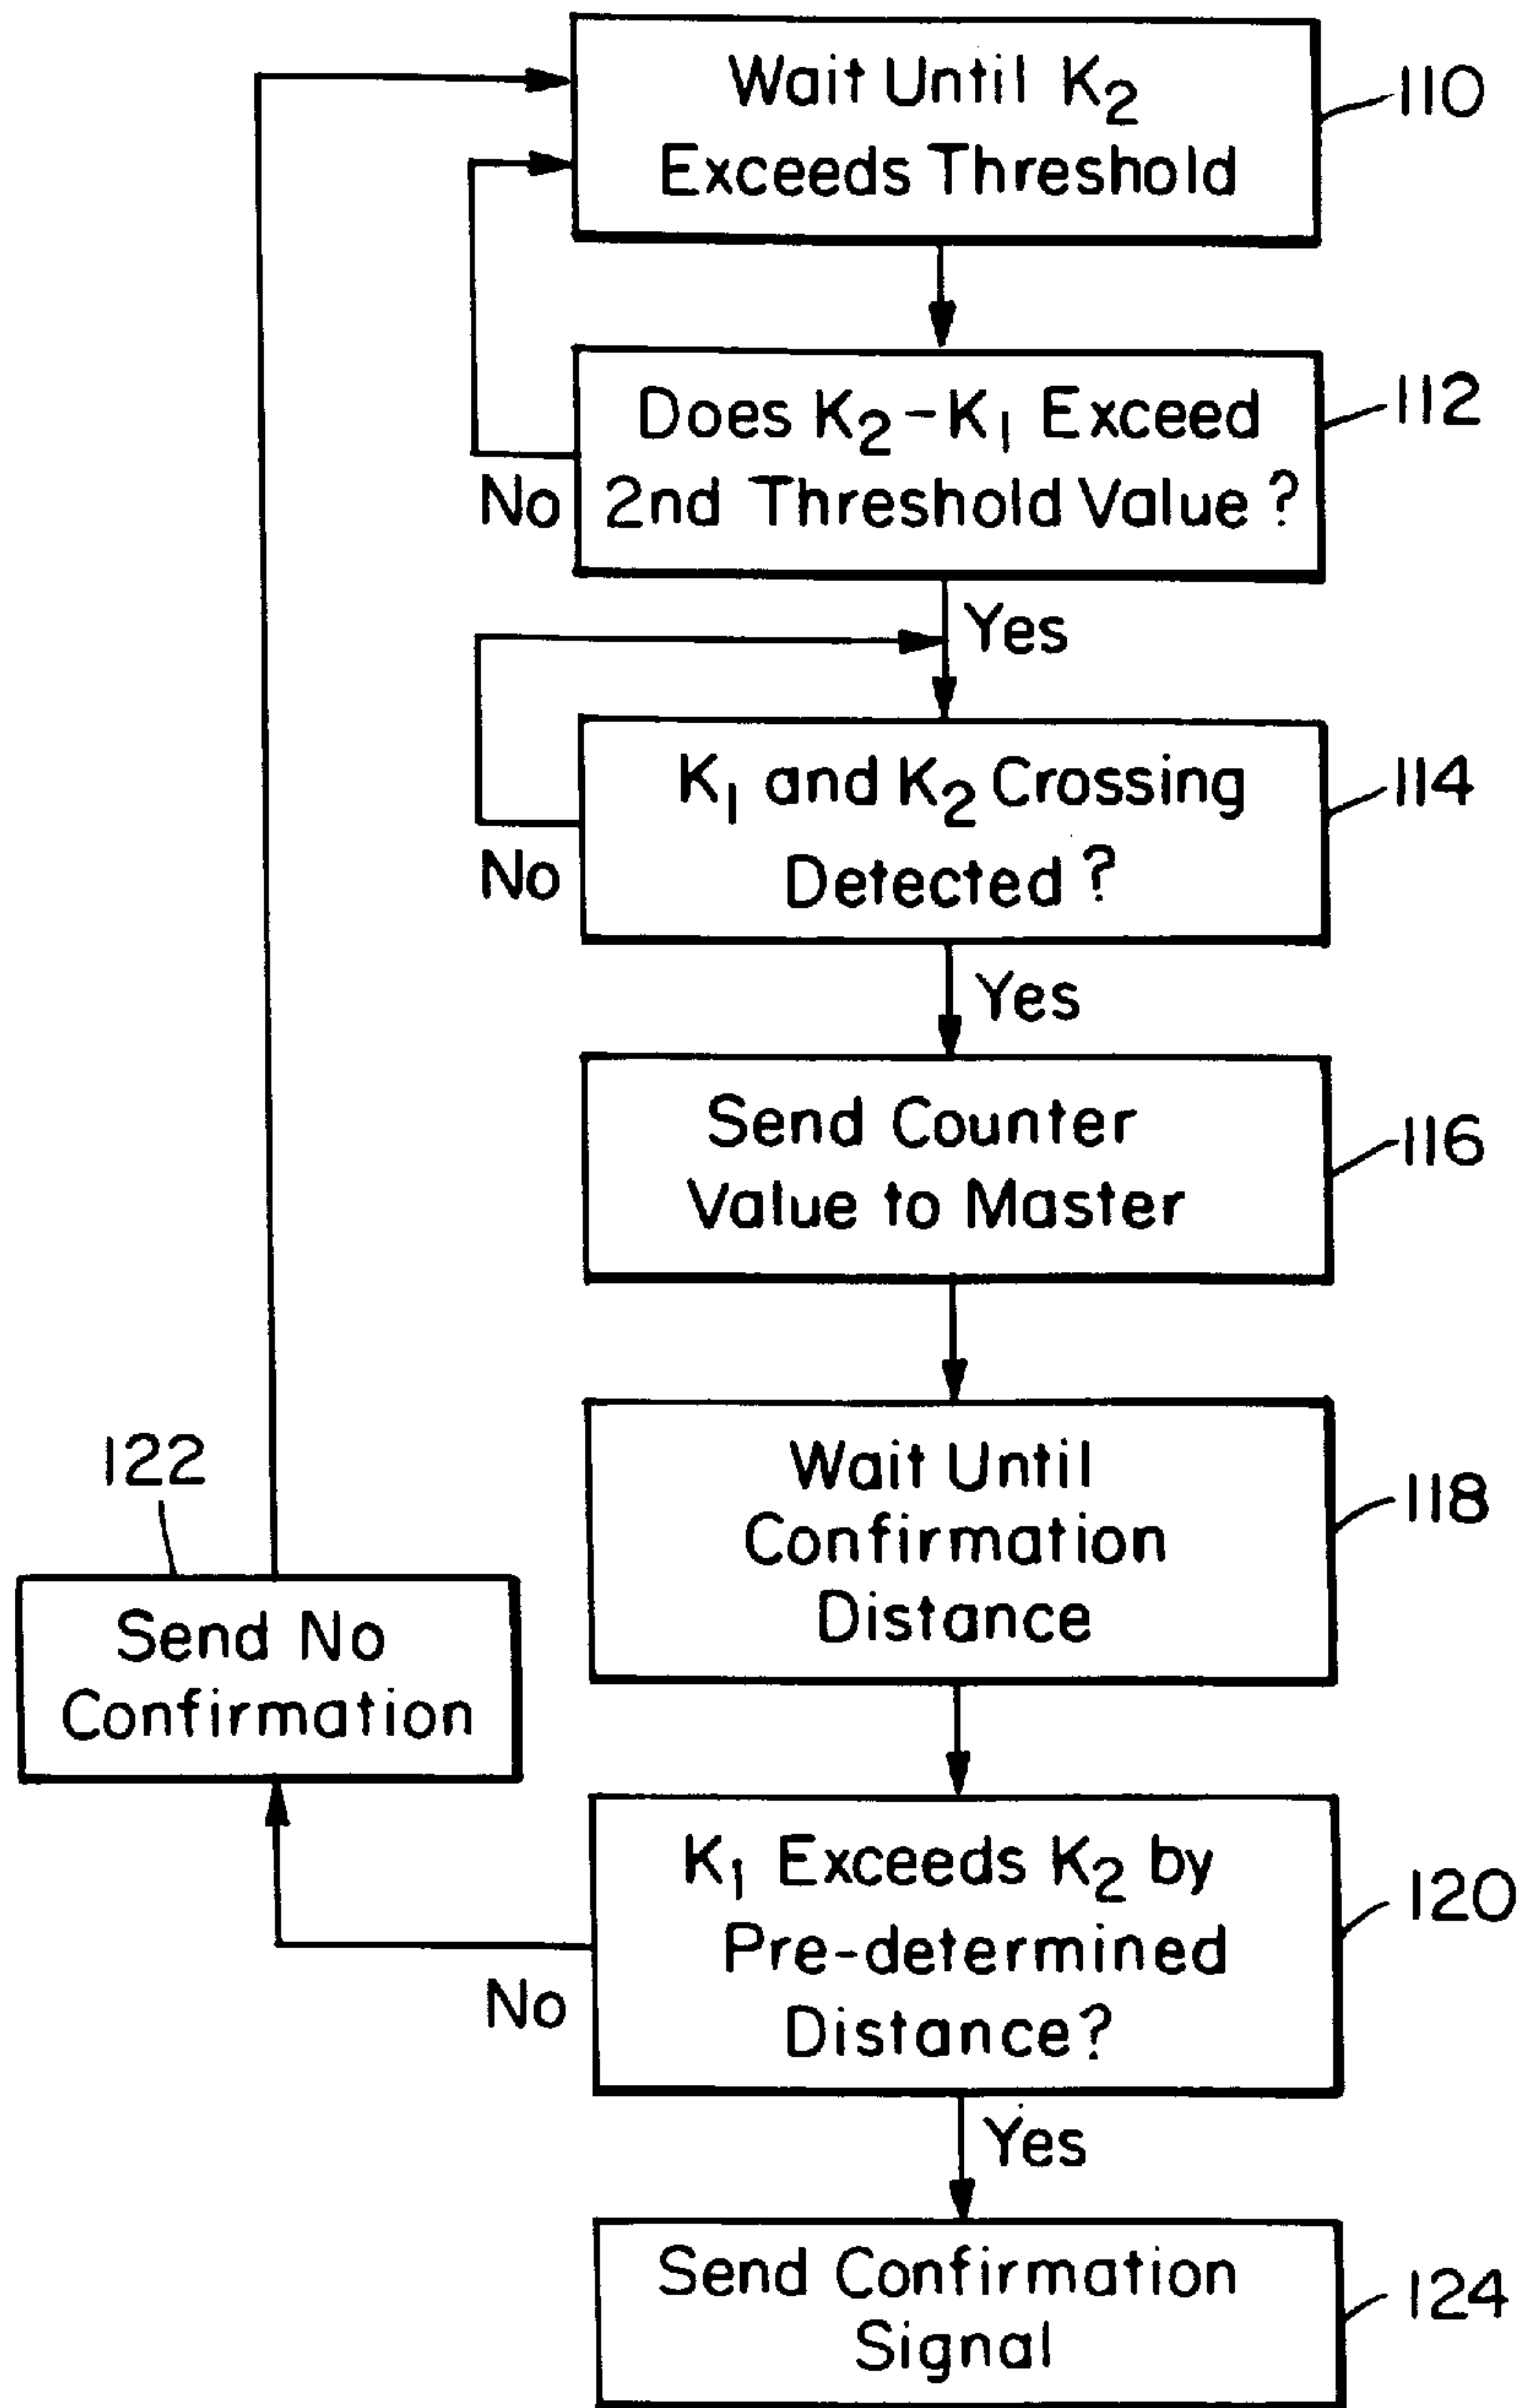 Wait Until K₂
Exceeds Threshold
110
Does K₂-K₁ Exceed
2nd Threshold Value?
112
No
Yes
K₁ and K₂ Crossing
Detected?
114
No
Yes
Send Counter
Value to Master
116
Wait Until
Confirmation
Distance
118
122
Send No
Confirmation
K₁ Exceeds K₂ by
Pre-determined
Distance?
120
No
Yes
Send Confirmation
Signal
124